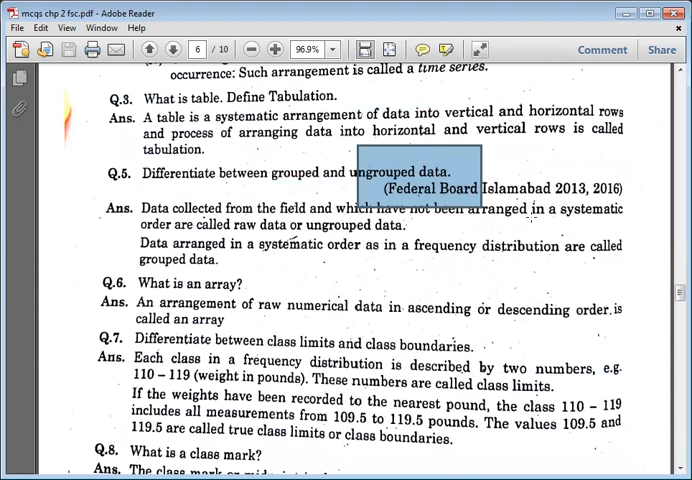 mcqs chp 2 fsc.pdf - Adobe Reader
File Edit View Window Help
6 / 10 96.9% Comment Share
occurrence: Such arrangement is called a time series.
Q.3. What is table. Define Tabulation.
Ans. A table is a systematic arrangement of data into vertical and horizontal rows
and process of arranging data into horizontal and vertical rows is called
tabulation.
Q.5. Differentiate between grouped and ungrouped data.
(Federal Board Islamabad 2013, 2016)
Ans. Data collected from the field and which have not been arranged in a systematic
order are called raw data or ungrouped data.
Data arranged in a systematic order as in a frequency distribution are called
grouped data.
Q.6. What is an array?
Ans. An arrangement of raw numerical data in ascending or descending order is
called an array
Q.7. Differentiate between class limits and class boundaries.
Ans. Each class in a frequency distribution is described by two numbers, e.g.
110 – 119 (weight in pounds). These numbers are called class limits.
If the weights have been recorded to the nearest pound, the class 110 – 119
includes all measurements from 109.5 to 119.5 pounds. The values 109.5 and
119.5 are called true class limits or class boundaries.
Q.8. What is a class mark?
Ans. The class mark or